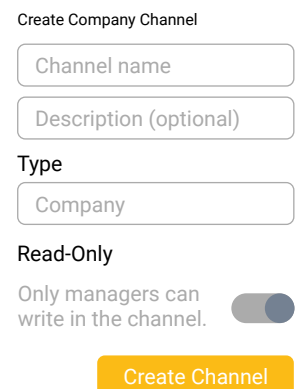 Create Company Channel
Channel name
Description (optional)
Type
Company
Read-Only
Only managers can
write in the channel.
Create Channel